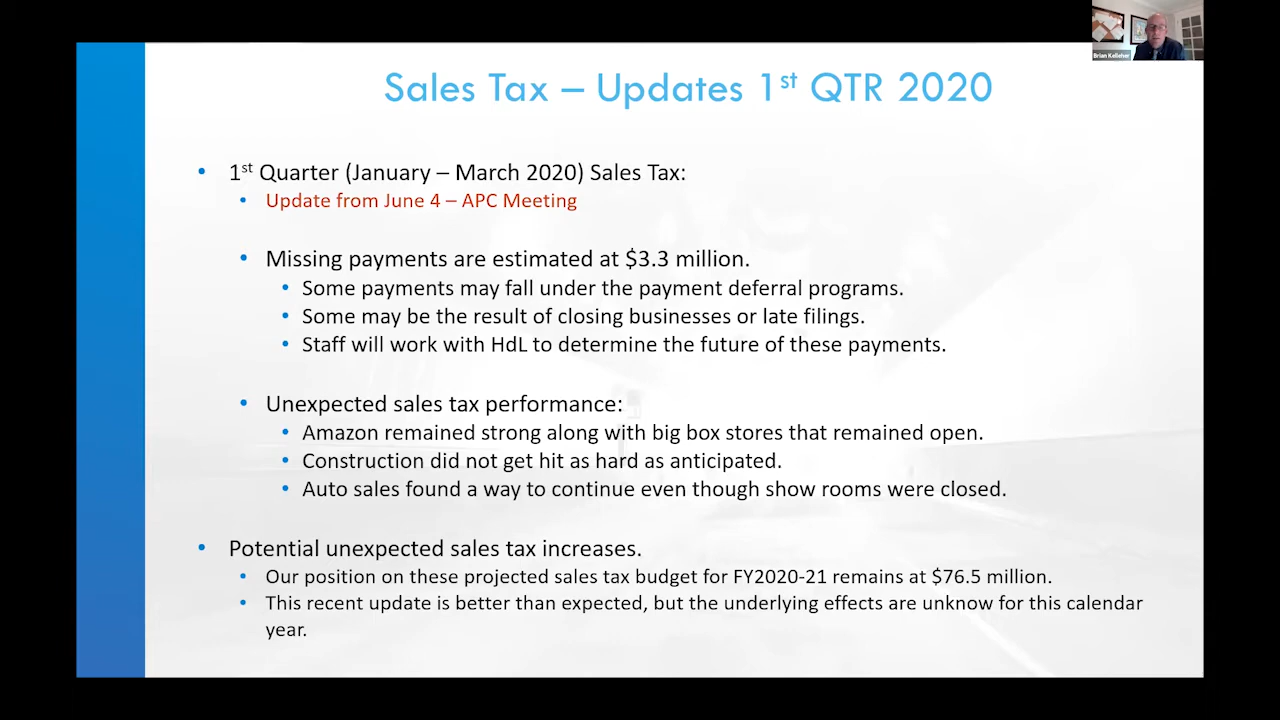 Brian Kelleher
Sales Tax – Updates 1st QTR 2020
• 1st Quarter (January – March 2020) Sales Tax:
• Update from June 4 – APC Meeting
• Missing payments are estimated at $3.3 million.
• Some payments may fall under the payment deferral programs.
• Some may be the result of closing businesses or late filings.
• Staff will work with HdL to determine the future of these payments.
• Unexpected sales tax performance:
• Amazon remained strong along with big box stores that remained open.
• Construction did not get hit as hard as anticipated.
• Auto sales found a way to continue even though show rooms were closed.
• Potential unexpected sales tax increases.
• Our position on these projected sales tax budget for FY2020-21 remains at $76.5 million.
• This recent update is better than expected, but the underlying effects are unknow for this calendar
year.